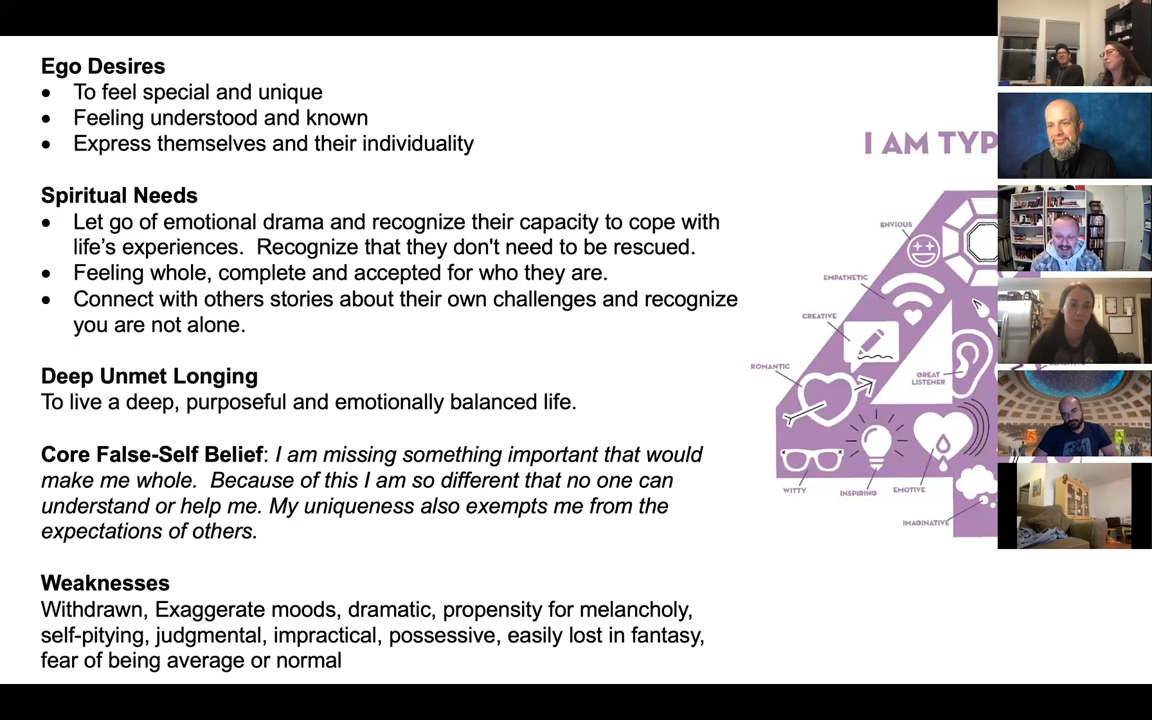 Ego Desires
• To feel special and unique
• Feeling understood and known
• Express themselves and their individuality
Spiritual Needs
• Let go of emotional drama and recognize their capacity to cope with
life’s experiences.  Recognize that they don't need to be rescued.
• Feeling whole, complete and accepted for who they are.
• Connect with others stories about their own challenges and recognize
you are not alone.
Deep Unmet Longing
To live a deep, purposeful and emotionally balanced life.
Core False-Self Belief: I am missing something important that would
make me whole.  Because of this I am so different that no one can
understand or help me. My uniqueness also exempts me from the
expectations of others.
Weaknesses
Withdrawn, Exaggerate moods, dramatic, propensity for melancholy,
self-pitying, judgmental, impractical, possessive, easily lost in fantasy,
fear of being average or normal
I AM TYP
ENVIOUS
EMPATHETIC
CREATIVE
ROMANTIC
GREAT
LISTENER
WITTY
INSPIRING
EMOTIVE
IMAGINATIVE